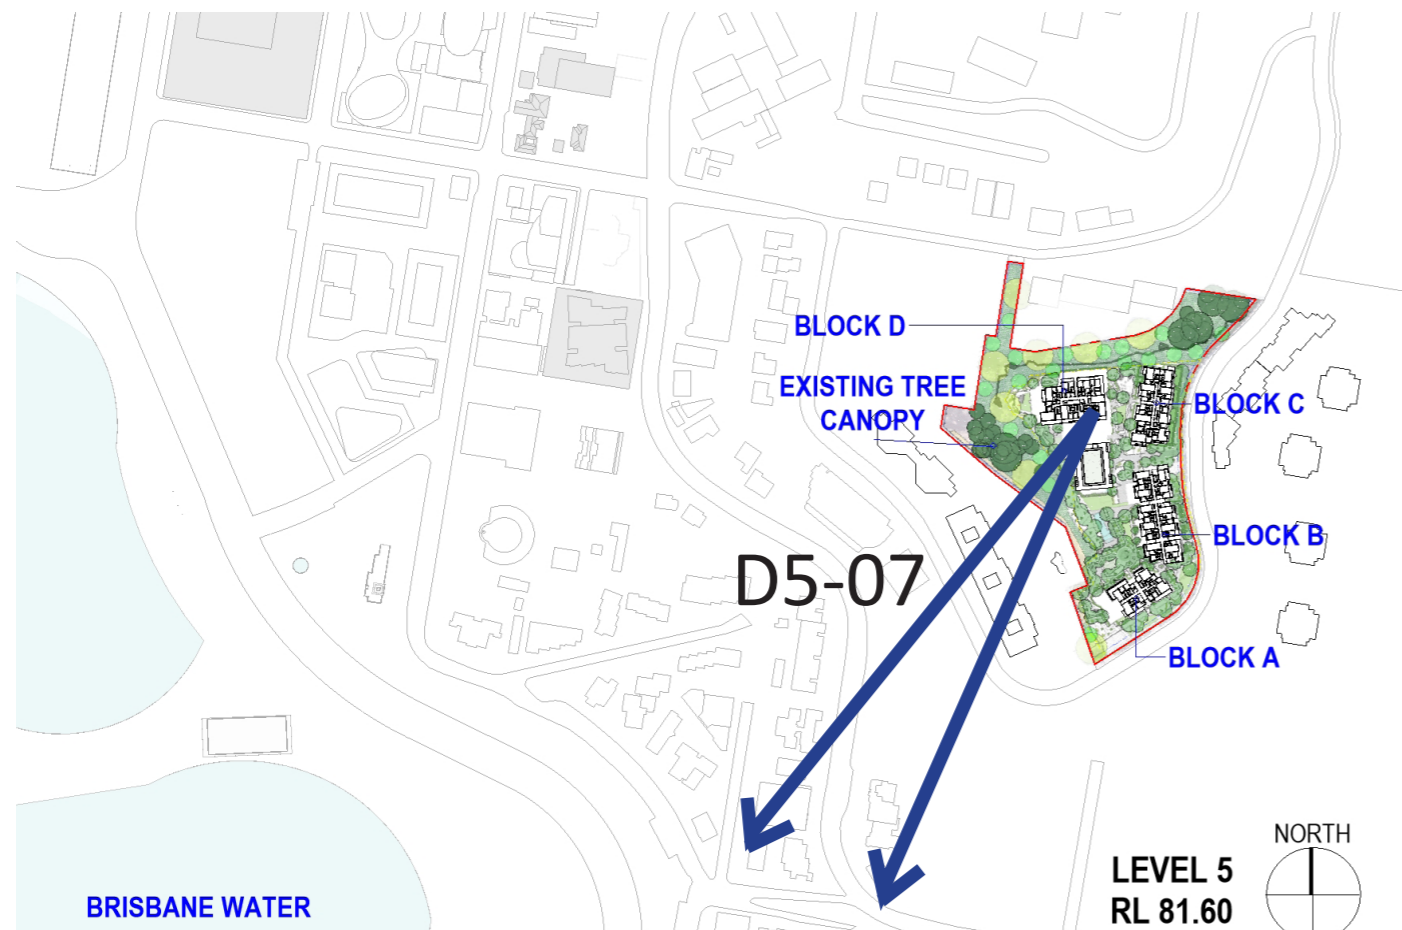 BLOCK D
EXISTING TREE
CANOPY
BLOCK C
BLOCK B
D5-07
BLOCK A
NORTH
LEVEL 5
RL 81.60
BRISBANE WATER